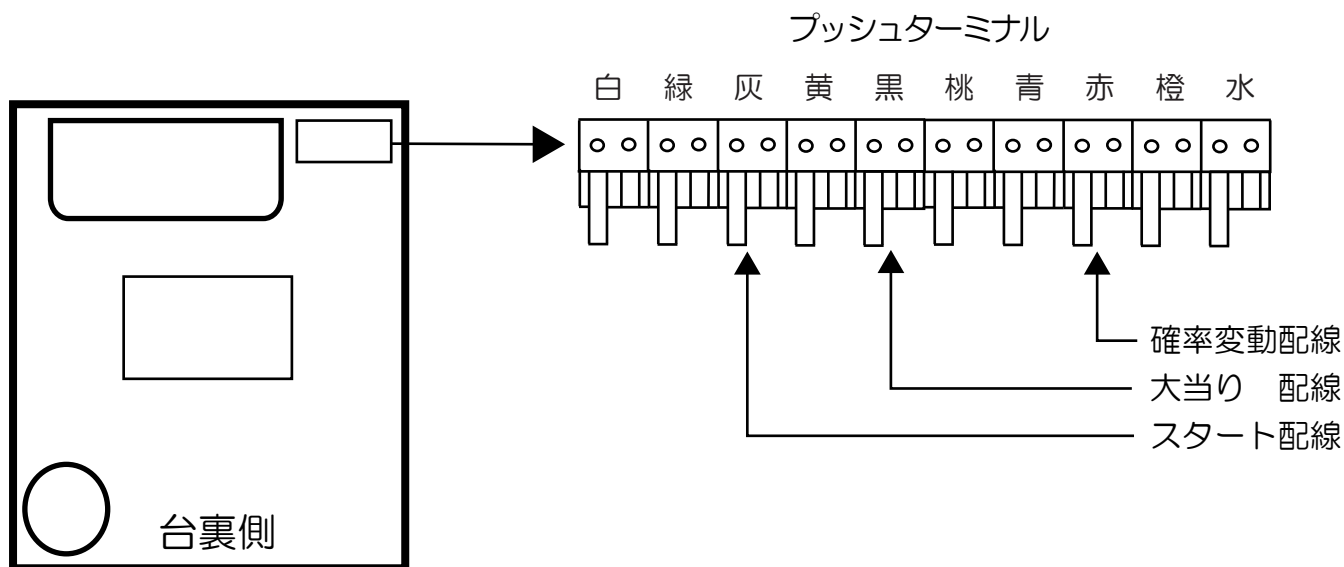 プッシュターミナル
白 緑 灰 黄 黒 桃 青 赤 橙 水
確率変動配線
大当り　配線
スタート配線
台裏側